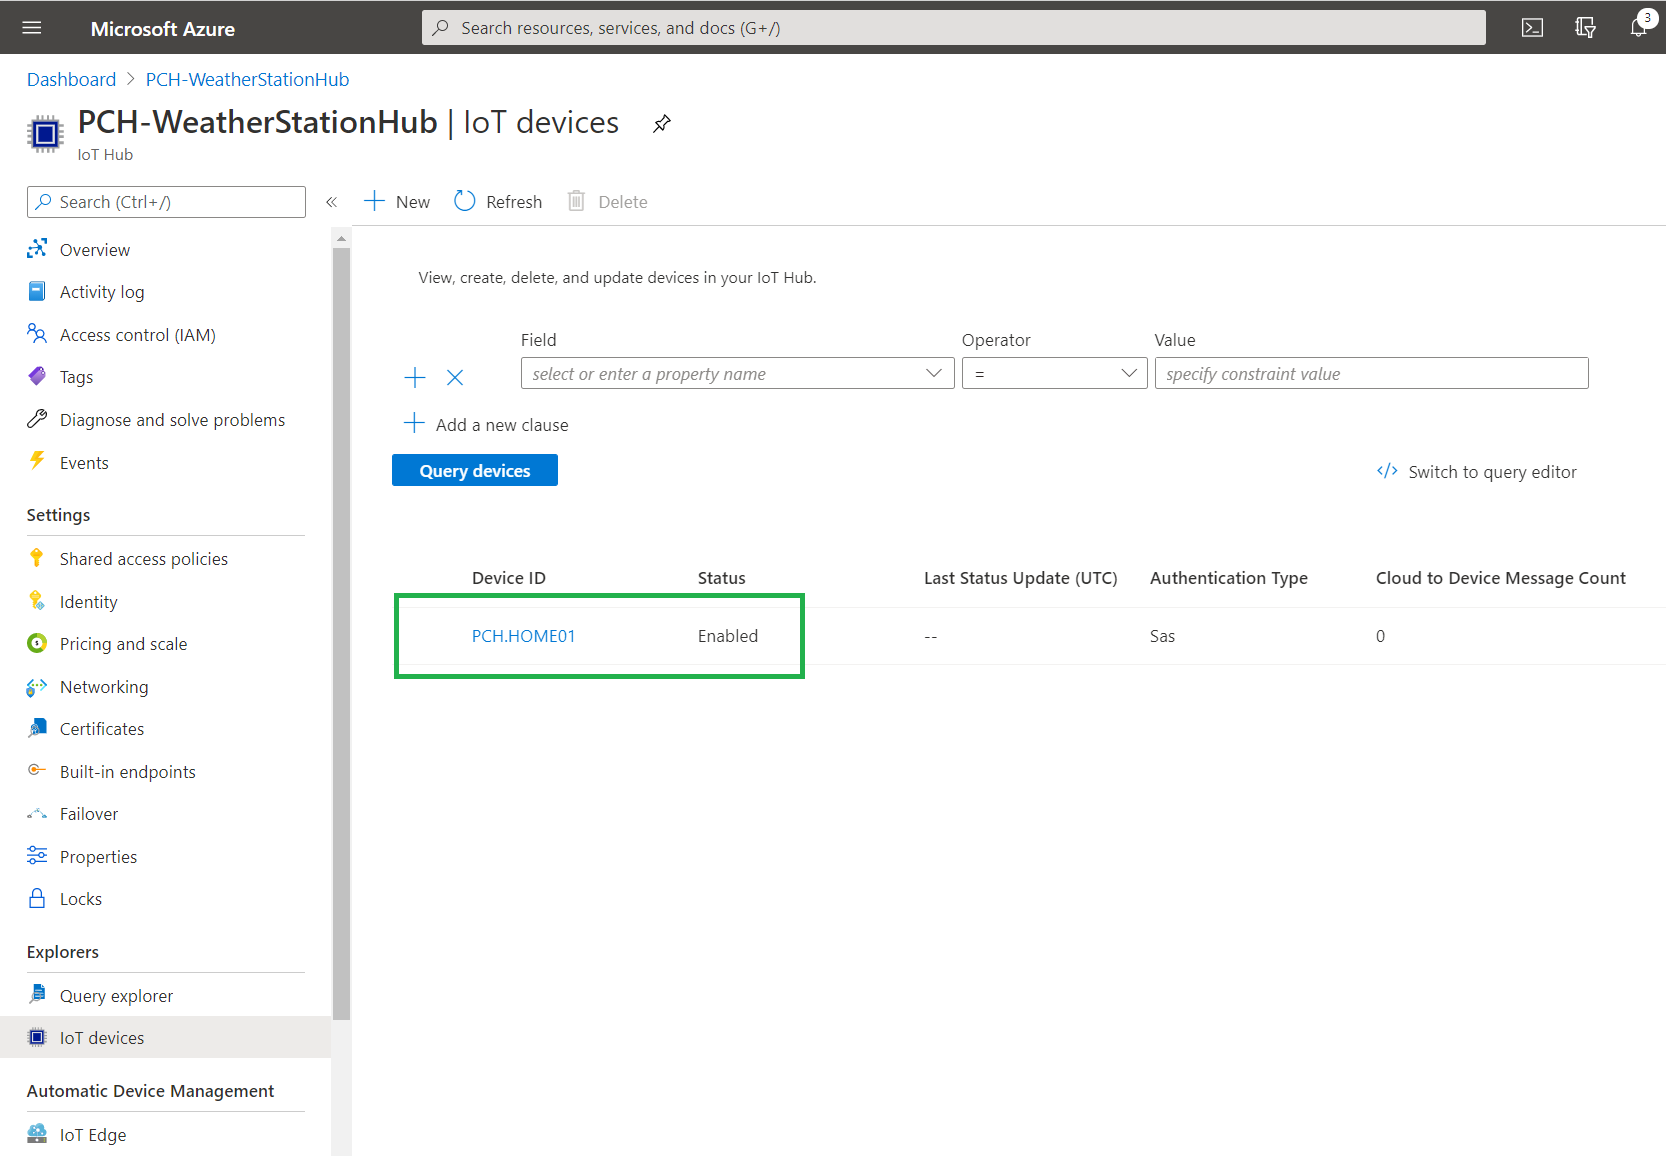 Microsoft Azure
Search resources, services, and docs (G+/)
3
Dashboard > PCH-WeatherStationHub
PCH-WeatherStationHub | IoT devices
IoT Hub
Search (Ctrl+/)
«
New
Refresh
Delete
Overview
Activity log
Access control (IAM)
Tags
Diagnose and solve problems
Events
Settings
Shared access policies
Identity
Pricing and scale
Networking
Certificates
Built-in endpoints
Failover
Properties
Locks
Explorers
Query explorer
IoT devices
Automatic Device Management
IoT Edge
View, create, delete, and update devices in your IoT Hub.
Field Operator Value
select or enter a property name = specify constraint value
Add a new clause
Query devices
</> Switch to query editor
Device ID Status Last Status Update (UTC) Authentication Type Cloud to Device Message Count
PCH.HOME01 Enabled -- Sas 0